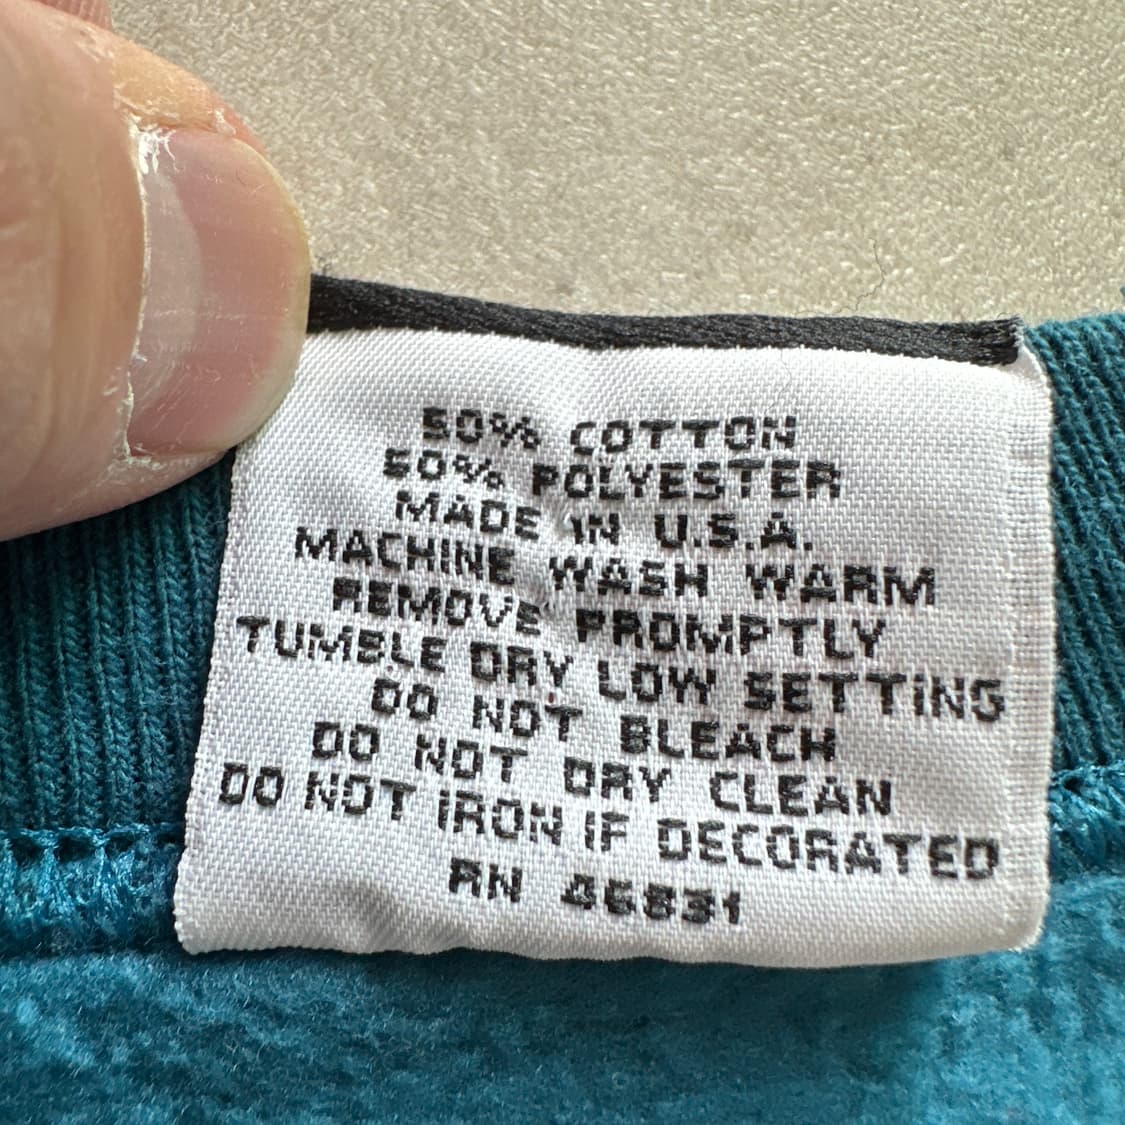 50% COTTON
50% POLYESTER
MADE IN U.S.A.
MACHINE WASH WARM
REMOVE PROMPTLY
TUMBLE DRY LOW SETTING
DO NOT BLEACH
DO NOT DRY CLEAN
DO NOT IRON IF DECORATED
RN